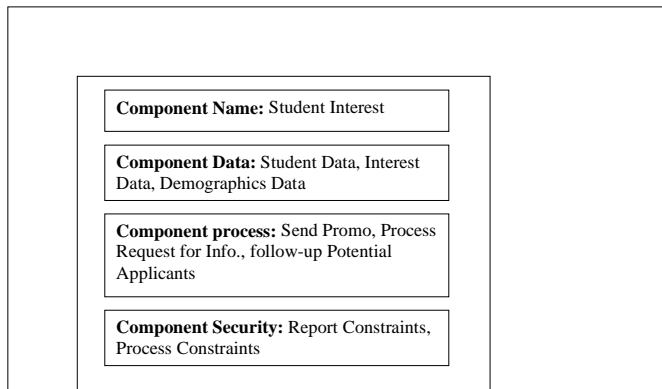 Component Name: Student Interest
Component Data: Student Data, Interest
Data, Demographics Data
Component process: Send Promo, Process
Request for Info., follow-up Potential
Applicants
Component Security: Report Constraints,
Process Constraints